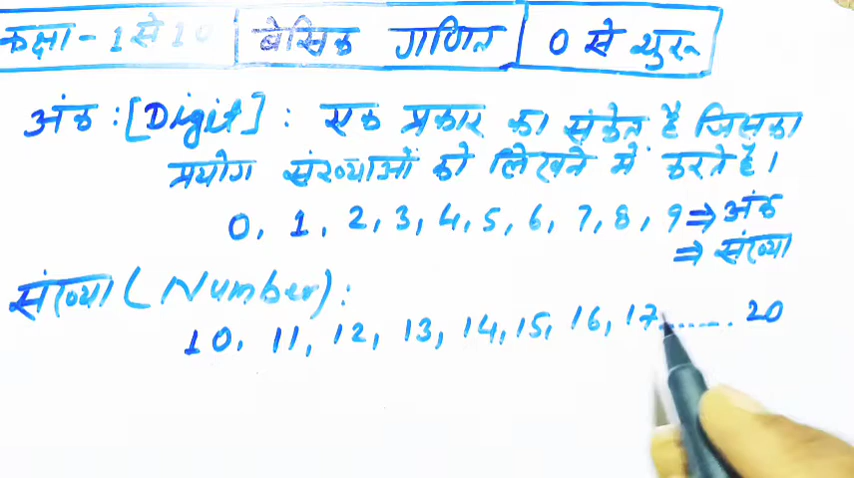 कक्षा - 1 से 10 | बेसिक गणित | 0 से शुरू
अंक : [Digit] : एक प्रकार का संकेत है जिसका
प्रयोग संख्याओं को लिखने में करते है।
0, 1, 2, 3, 4, 5, 6, 7, 8, 9 ⇒ अंक
⇒ संख्या
संख्या (Number) :
10, 11, 12, 13, 14, 15, 16, 17....... 20